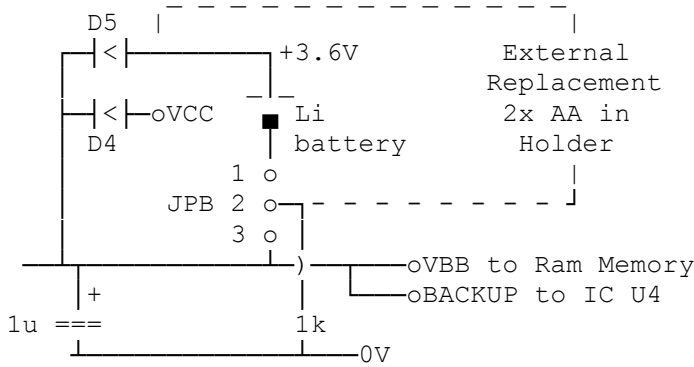 D5
+3.6V
External
Replacement
oVCC
Li
2x AA in
D4
battery
Holder
1 o
JPB 2 o
3 o
oVBB to Ram Memory
+
oBACKUP to IC U4
1u ===
1k
0V